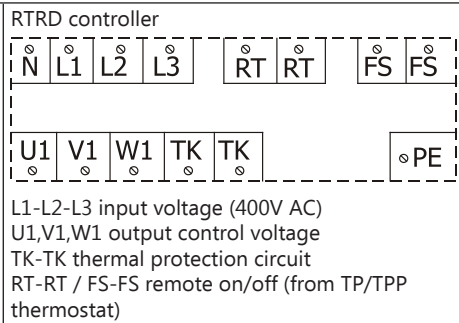 RTRD controller
N L1 L2 L3 RT RT FS FS
U1 V1 W1 TK TK PE
L1-L2-L3 input voltage (400V AC)
U1,V1,W1 output control voltage
TK-TK thermal protection circuit
RT-RT / FS-FS remote on/off (from TP/TPP
thermostat)